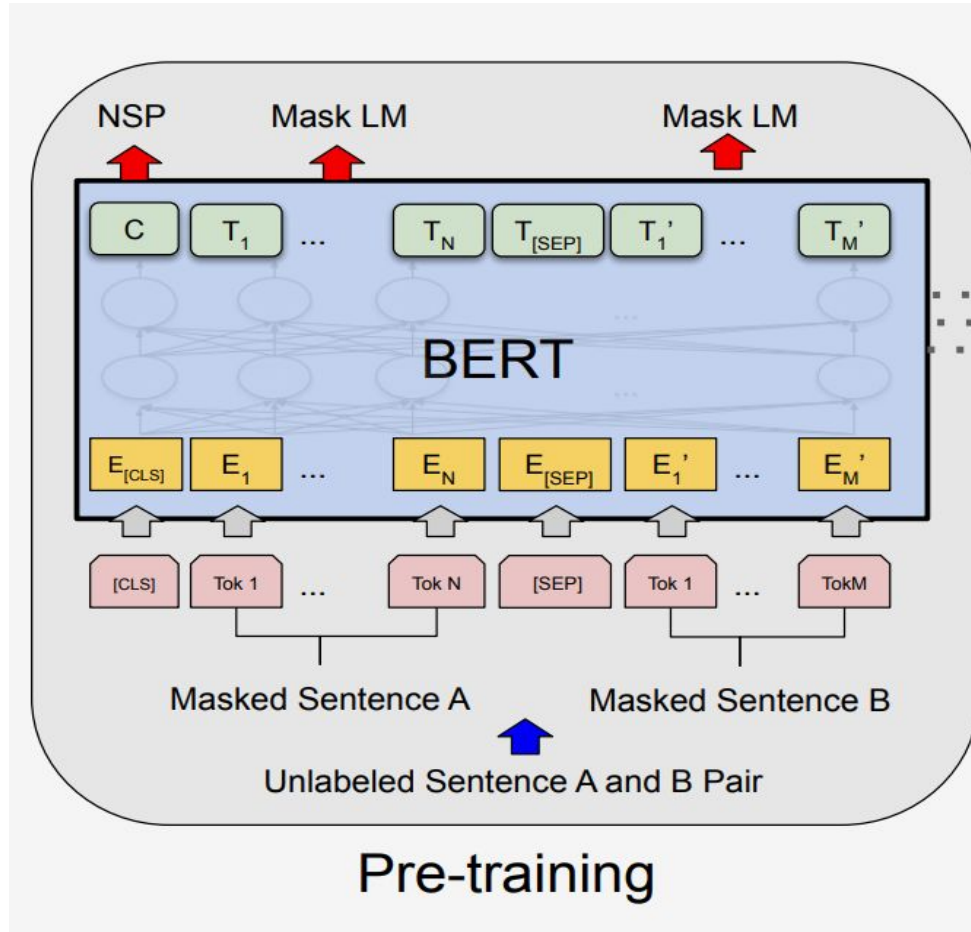 NSP Mask LM Mask LM
C T1 ... TN T[SEP] T1' ... TM'
...
BERT
...
E[CLS] E1 ... EN E[SEP] E1' ... EM'
[CLS] Tok 1 ... Tok N [SEP] Tok 1 ... TokM
Masked Sentence A Masked Sentence B
Unlabeled Sentence A and B Pair
Pre-training